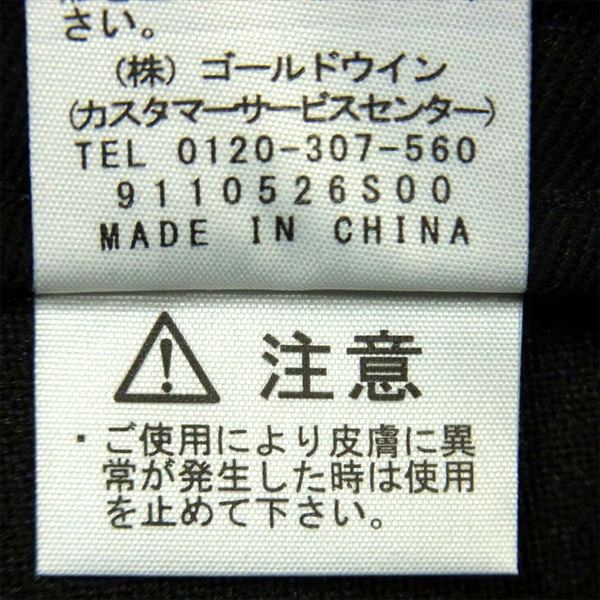 さい。
(株) ゴールドウイン
(カスタマーサービスセンター)
TEL 0120-307-560
9110526S00
MADE IN CHINA
注意
・ご使用により皮膚に異
常が発生した時は使用
を止めて下さい。